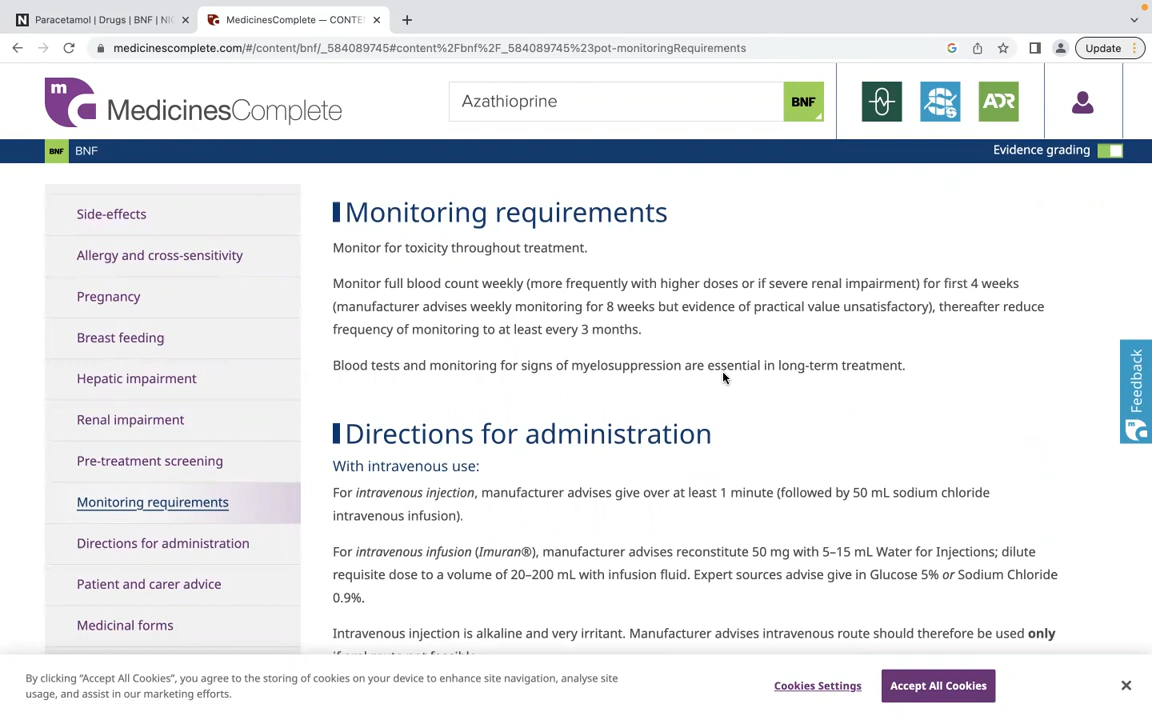 Paracetamol | Drugs | BNF | NIC
MedicinesComplete — CONTE
Update
medicinescomplete.com/#/content/bnf/_584089745#content%2Fbnf%2F_584089745%23pot-monitoringRequirements
MedicinesComplete
Azathioprine
BNF
ADR
BNF BNF
Evidence grading
Side-effects
Allergy and cross-sensitivity
Pregnancy
Breast feeding
Hepatic impairment
Renal impairment
Pre-treatment screening
Monitoring requirements
Directions for administration
Patient and carer advice
Medicinal forms
Monitoring requirements
Monitor for toxicity throughout treatment.
Monitor full blood count weekly (more frequently with higher doses or if severe renal impairment) for first 4 weeks
(manufacturer advises weekly monitoring for 8 weeks but evidence of practical value unsatisfactory), thereafter reduce
frequency of monitoring to at least every 3 months.
Blood tests and monitoring for signs of myelosuppression are essential in long-term treatment.
Directions for administration
With intravenous use:
For intravenous injection, manufacturer advises give over at least 1 minute (followed by 50 mL sodium chloride
intravenous infusion).
For intravenous infusion (Imuran®), manufacturer advises reconstitute 50 mg with 5–15 mL Water for Injections; dilute
requisite dose to a volume of 20–200 mL with infusion fluid. Expert sources advise give in Glucose 5% or Sodium Chloride
0.9%.
Intravenous injection is alkaline and very irritant. Manufacturer advises intravenous route should therefore be used only
Feedback
By clicking “Accept All Cookies”, you agree to the storing of cookies on your device to enhance site navigation, analyse site
usage, and assist in our marketing efforts.
Cookies Settings
Accept All Cookies